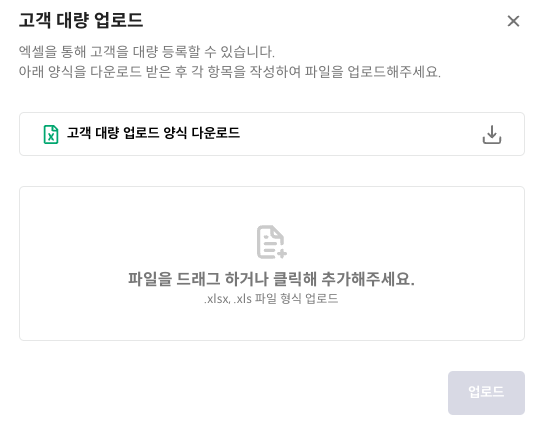 고객 대량 업로드
엑셀을 통해 고객을 대량 등록할 수 있습니다.
아래 양식을 다운로드 받은 후 각 항목을 작성하여 파일을 업로드해주세요.
고객 대량 업로드 양식 다운로드
파일을 드래그 하거나 클릭해 추가해주세요.
.xlsx, .xls 파일 형식 업로드
업로드